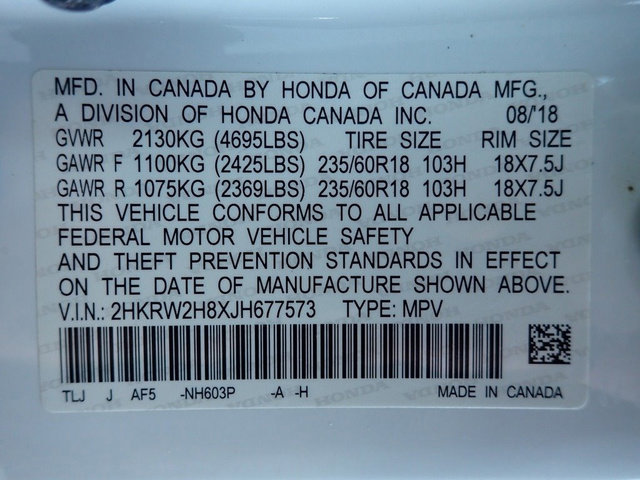 MFD. IN CANADA BY HONDA OF CANADA MFG.,
A DIVISION OF HONDA CANADA INC. 08/'18
GVWR 2130KG (4695LBS) TIRE SIZE RIM SIZE
GAWR F 1100KG (2425LBS) 235/60R18 103H 18X7.5J
GAWR R 1075KG (2369LBS) 235/60R18 103H 18X7.5J
THIS VEHICLE CONFORMS TO ALL APPLICABLE
FEDERAL MOTOR VEHICLE SAFETY
AND THEFT PREVENTION STANDARDS IN EFFECT
ON THE DATE OF MANUFACTURE SHOWN ABOVE.
V.I.N.: 2HKRW2H8XJH677573 TYPE: MPV
TLJ J AF5 -NH603P -A -H MADE IN CANADA